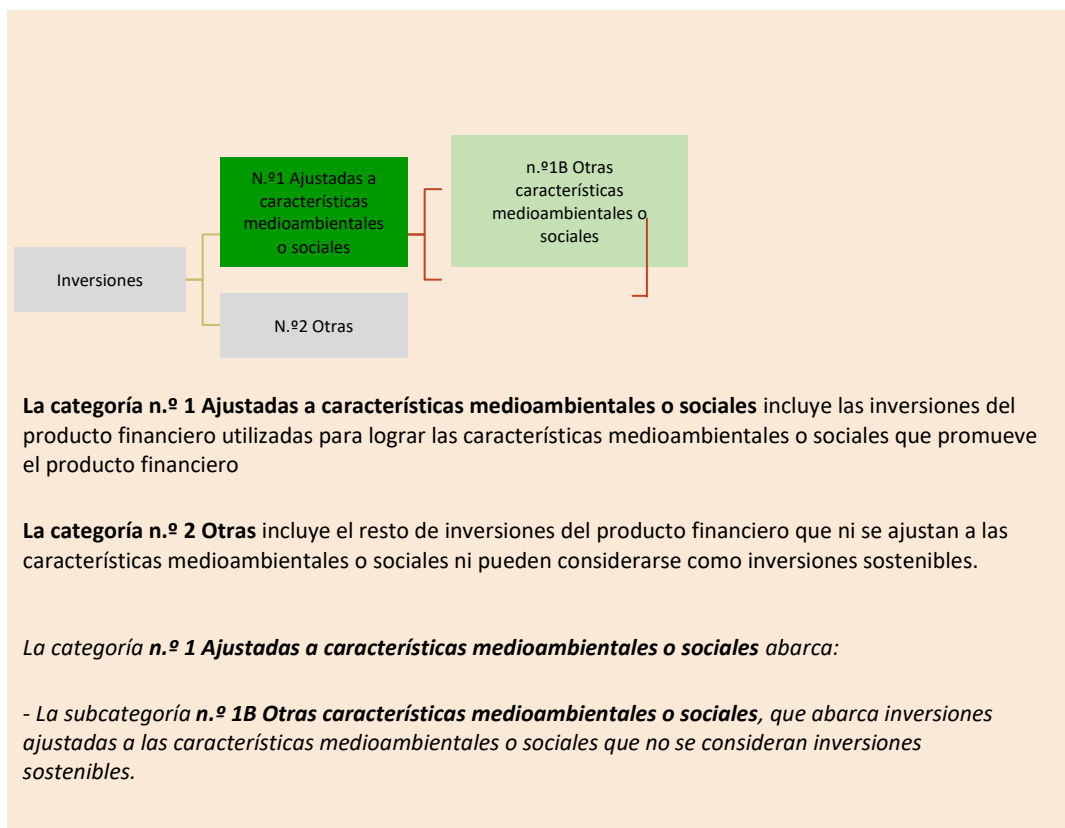 n.º1B Otras
características
medioambientales o
sociales
N.º1 Ajustadas a
características
medioambientales
o sociales
Inversiones
N.º2 Otras
La categoría n.º 1 Ajustadas a características medioambientales o sociales incluye las inversiones del
producto financiero utilizadas para lograr las características medioambientales o sociales que promueve
el producto financiero
La categoría n.º 2 Otras incluye el resto de inversiones del producto financiero que ni se ajustan a las
características medioambientales o sociales ni pueden considerarse como inversiones sostenibles.
La categoría n.º 1 Ajustadas a características medioambientales o sociales abarca:
- La subcategoría n.º 1B Otras características medioambientales o sociales, que abarca inversiones
ajustadas a las características medioambientales o sociales que no se consideran inversiones
sostenibles.